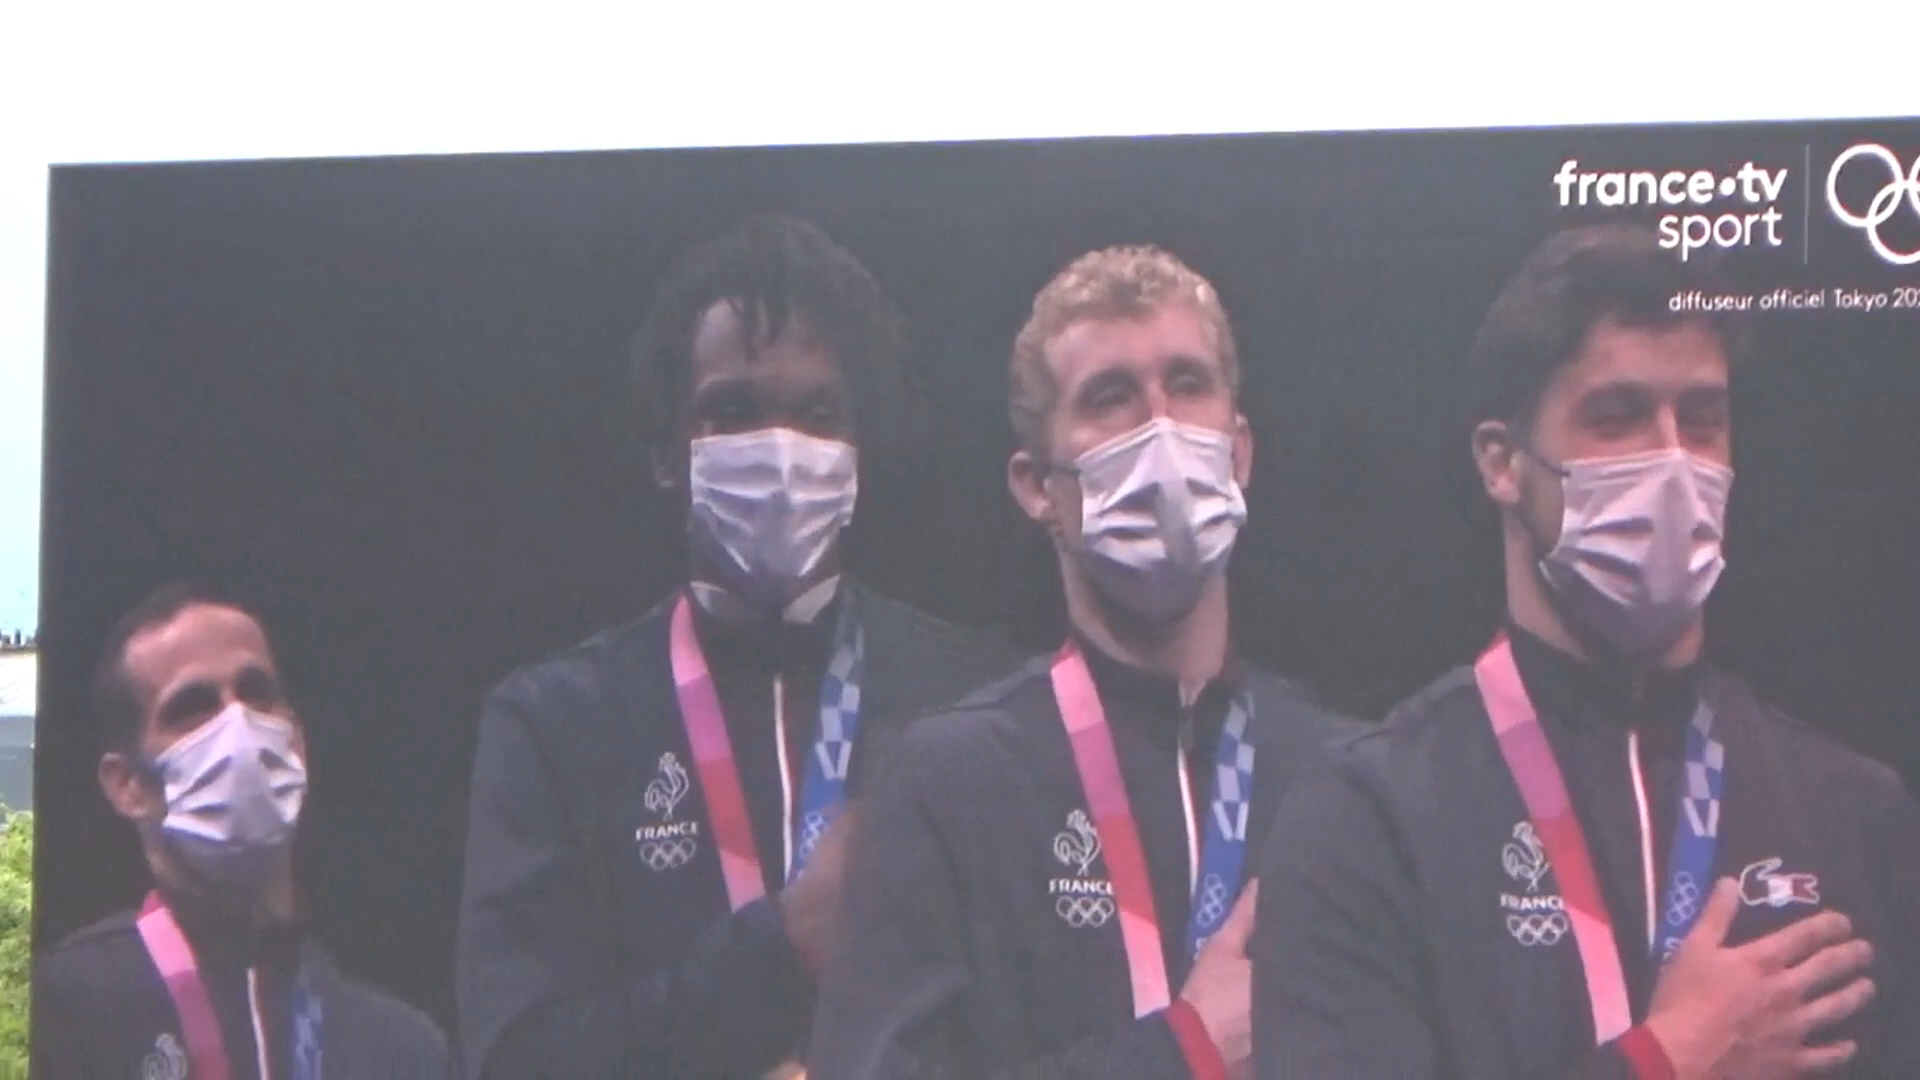 france•tv
sport
diffuseur officiel Tokyo 202
FRANCE
FRANCE
FRANCE